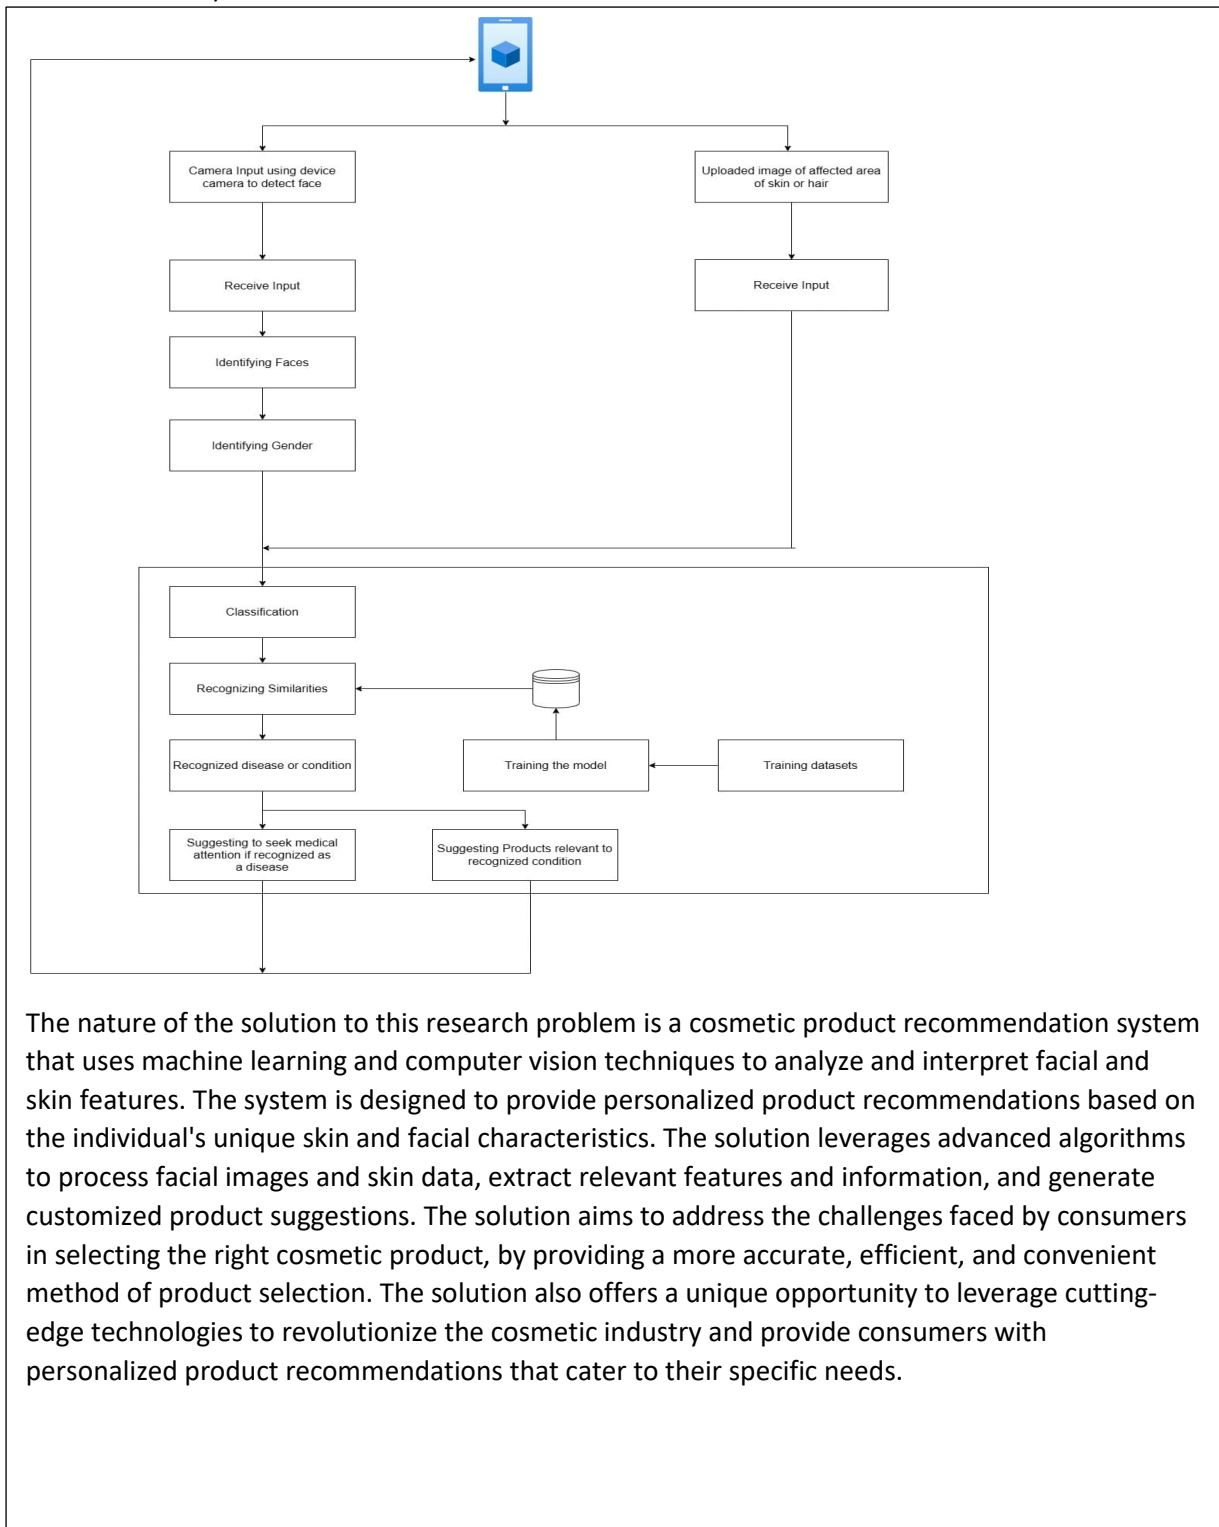 Camera Input using device
camera to detect face
Uploaded image of affected area
of skin or hair
Receive Input
Receive Input
Identifying Faces
Identifying Gender
Classification
Recognizing Similarities
Recognized disease or condition
Training the model
Training datasets
Suggesting to seek medical
attention if recognized as
a disease
Suggesting Products relevant to
recognized condition
The nature of the solution to this research problem is a cosmetic product recommendation system
that uses machine learning and computer vision techniques to analyze and interpret facial and
skin features. The system is designed to provide personalized product recommendations based on
the individual's unique skin and facial characteristics. The solution leverages advanced algorithms
to process facial images and skin data, extract relevant features and information, and generate
customized product suggestions. The solution aims to address the challenges faced by consumers
in selecting the right cosmetic product, by providing a more accurate, efficient, and convenient
method of product selection. The solution also offers a unique opportunity to leverage cutting-
edge technologies to revolutionize the cosmetic industry and provide consumers with
personalized product recommendations that cater to their specific needs.